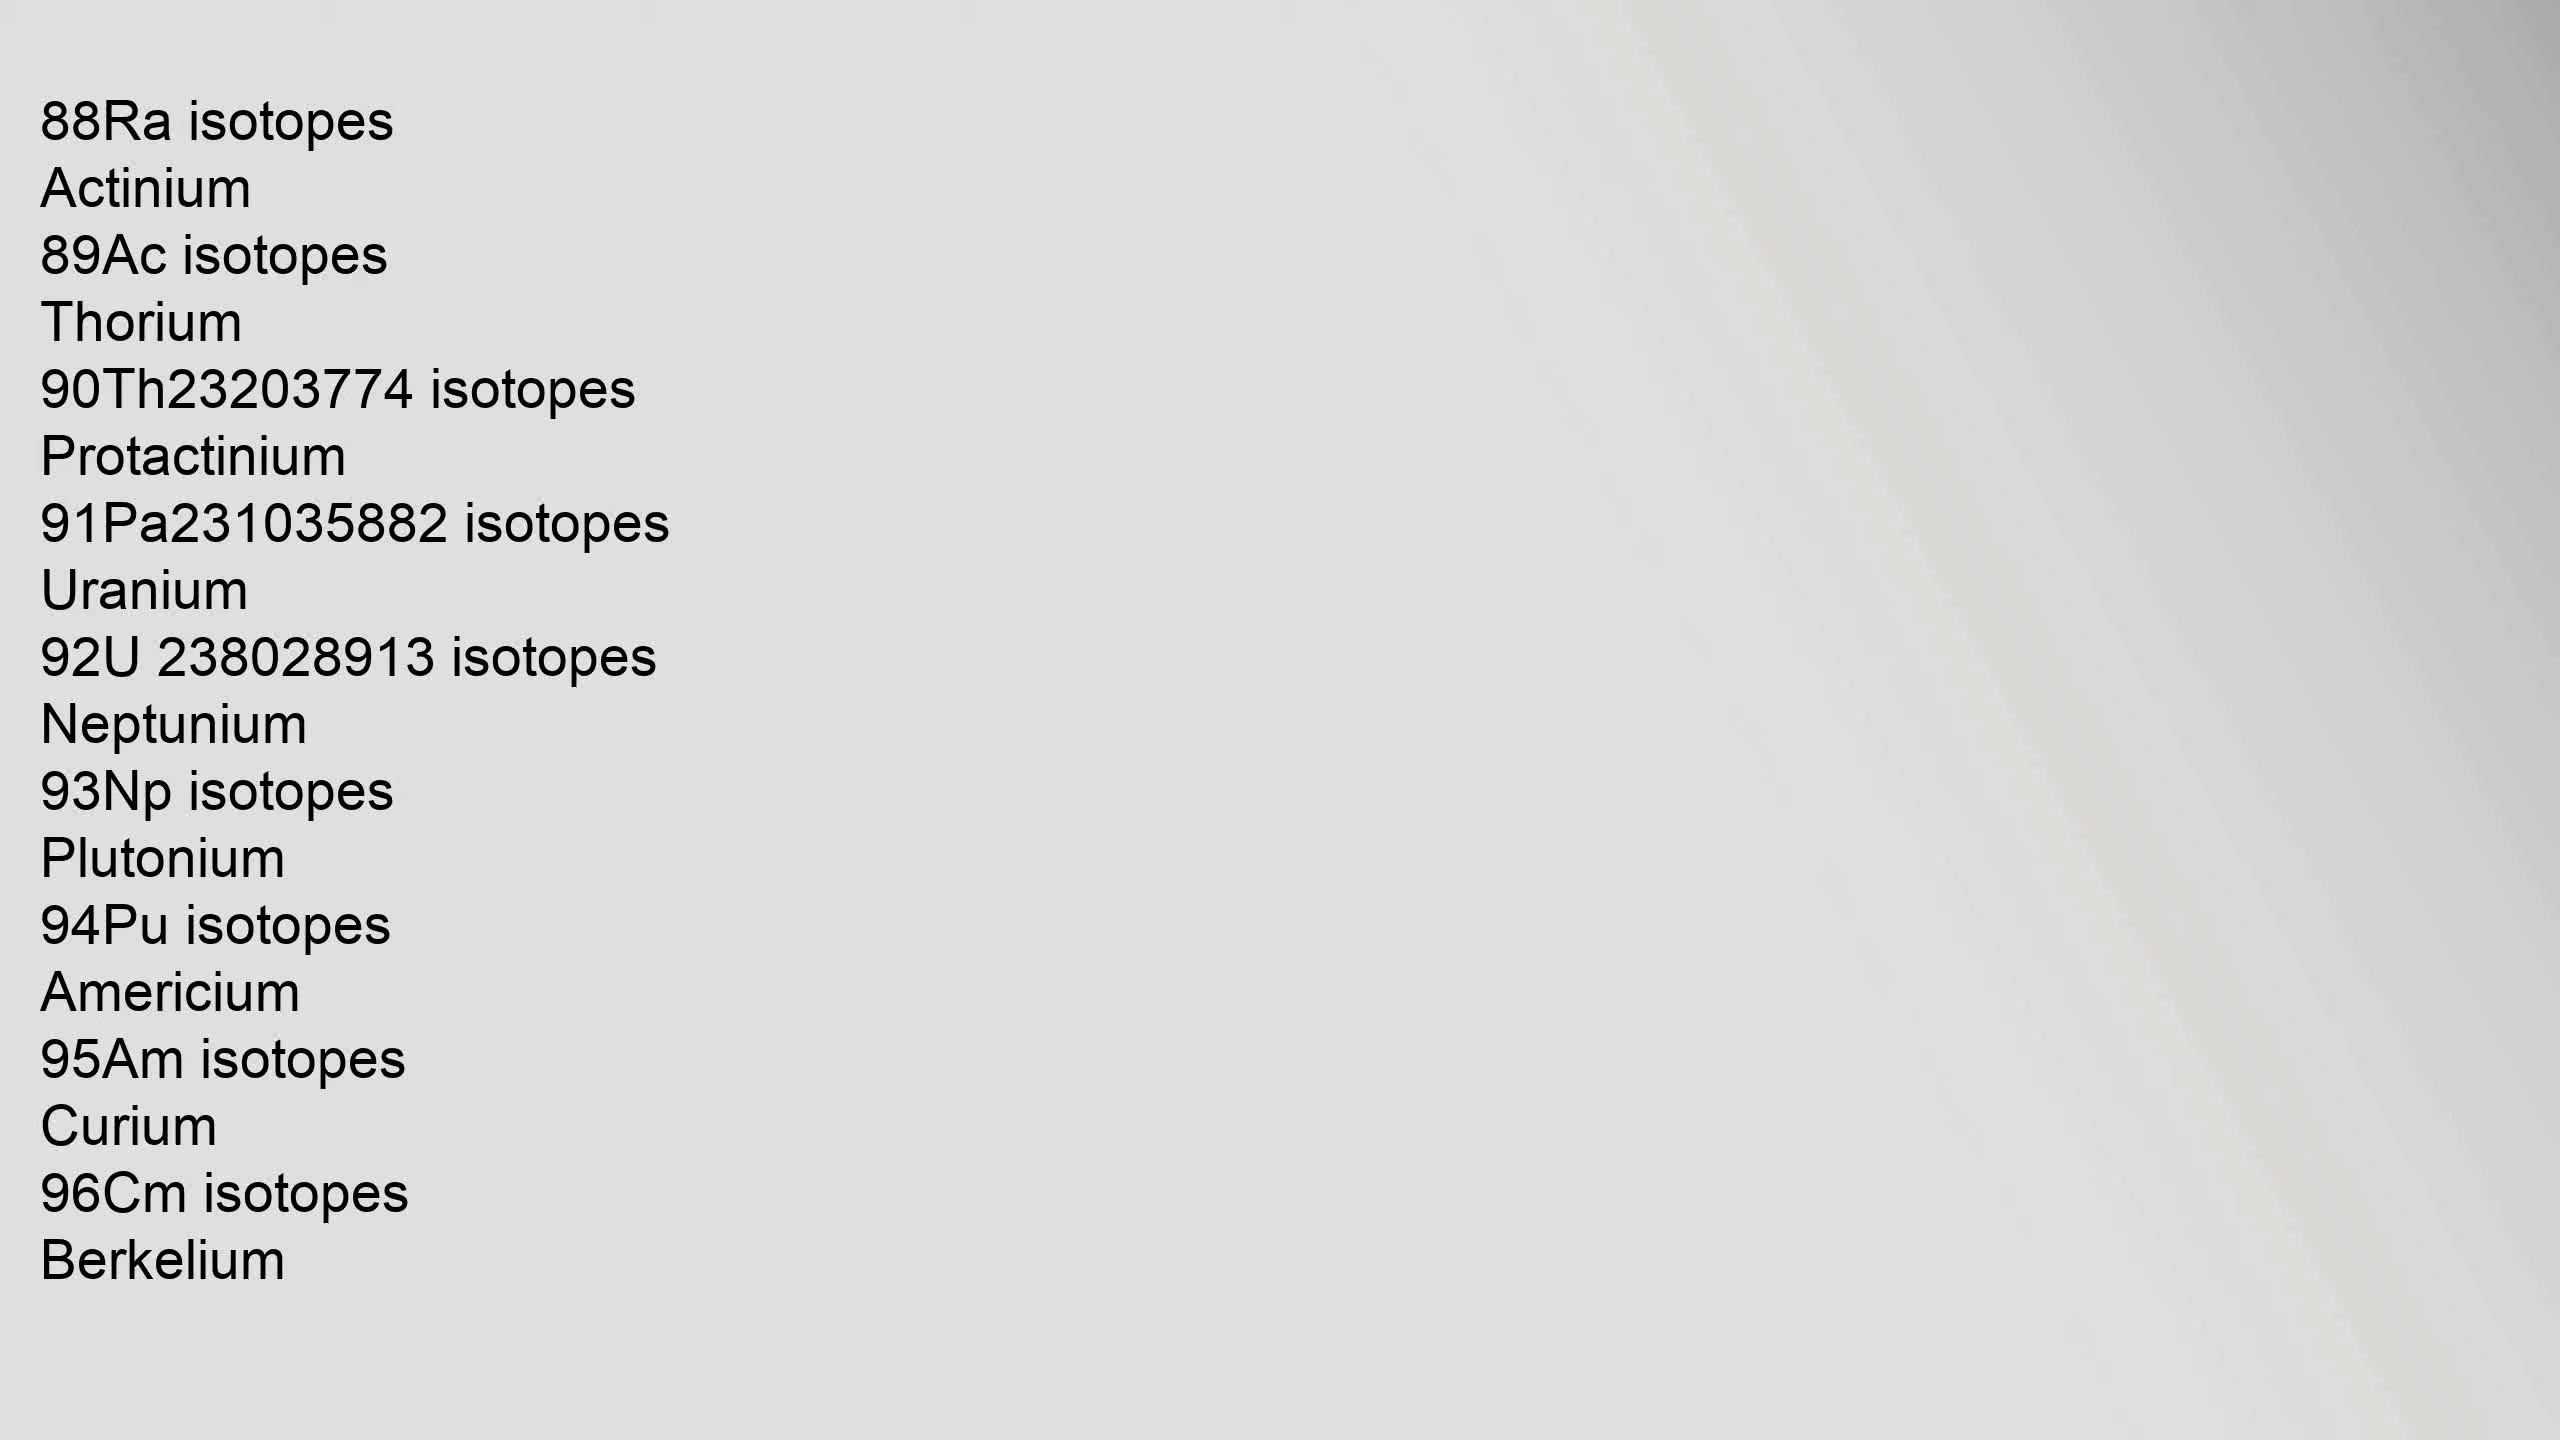 88Ra isotopes
Actinium
89Ac isotopes
Thorium
90Th23203774 isotopes
Protactinium
91Pa231035882 isotopes
Uranium
92U 238028913 isotopes
Neptunium
93Np isotopes
Plutonium
94Pu isotopes
Americium
95Am isotopes
Curium
96Cm isotopes
Berkelium